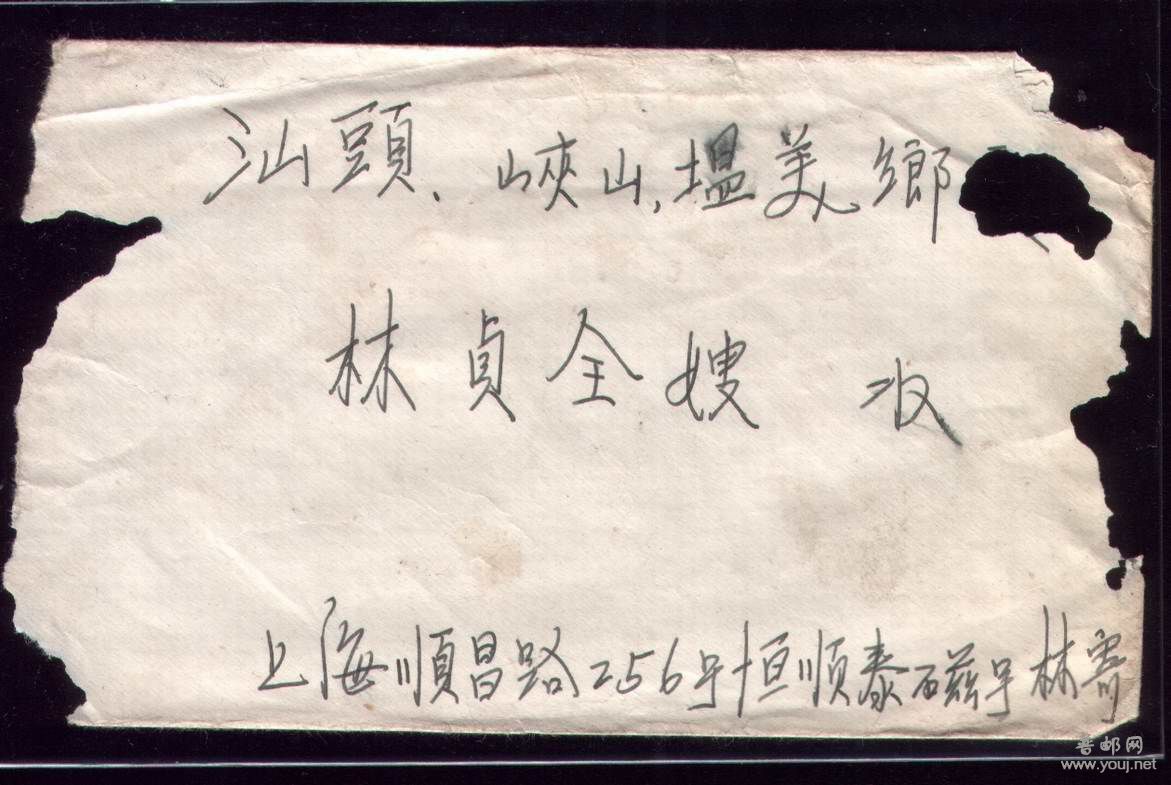 汕頭、峽山,塭美鄉
林貞全嫂 收
上海順昌路256号恒順泰磁号林寄
普邮网
www.youj.net